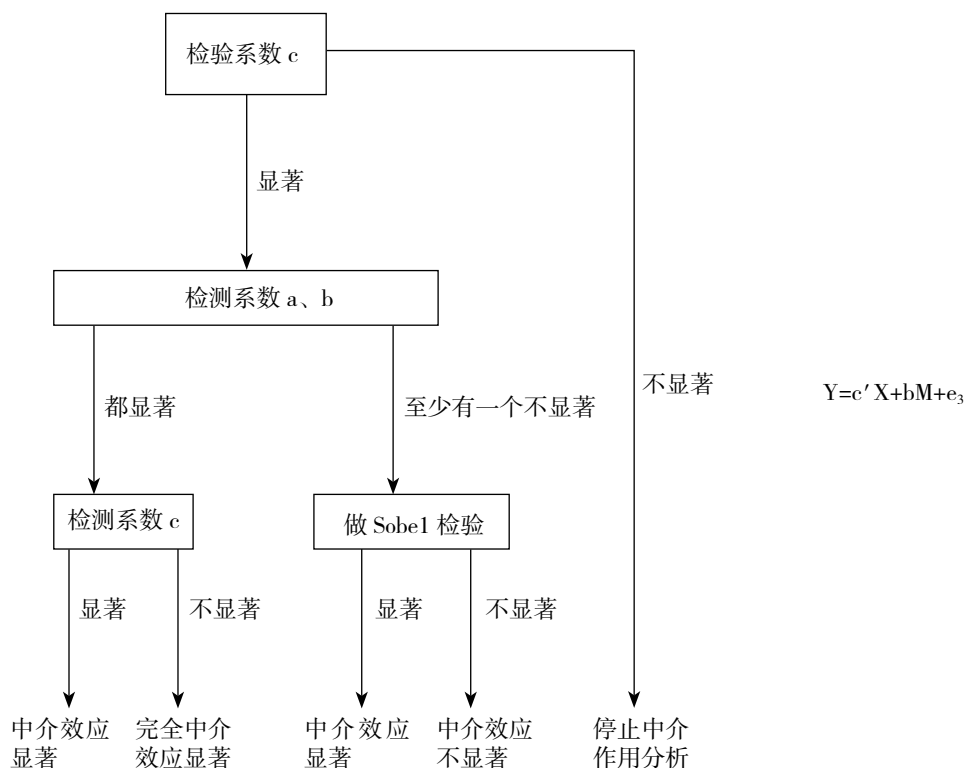 检验系数 c
显著
检测系数 a、b
都显著
至少有一个不显著
不显著
Y=c′X+bM+e₃
检测系数 c
做 Sobe1 检验
显著
不显著
显著
不显著
中介效应
显著
完全中介
效应显著
中介效应
显著
中介效应
不显著
停止中介
作用分析